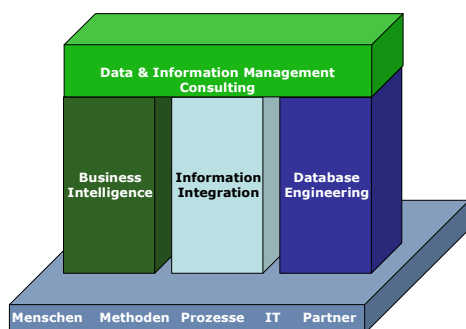 Data & Information Management
Consulting
Business
Intelligence
Information
Integration
Database
Engineering
Menschen Methoden Prozesse IT Partner